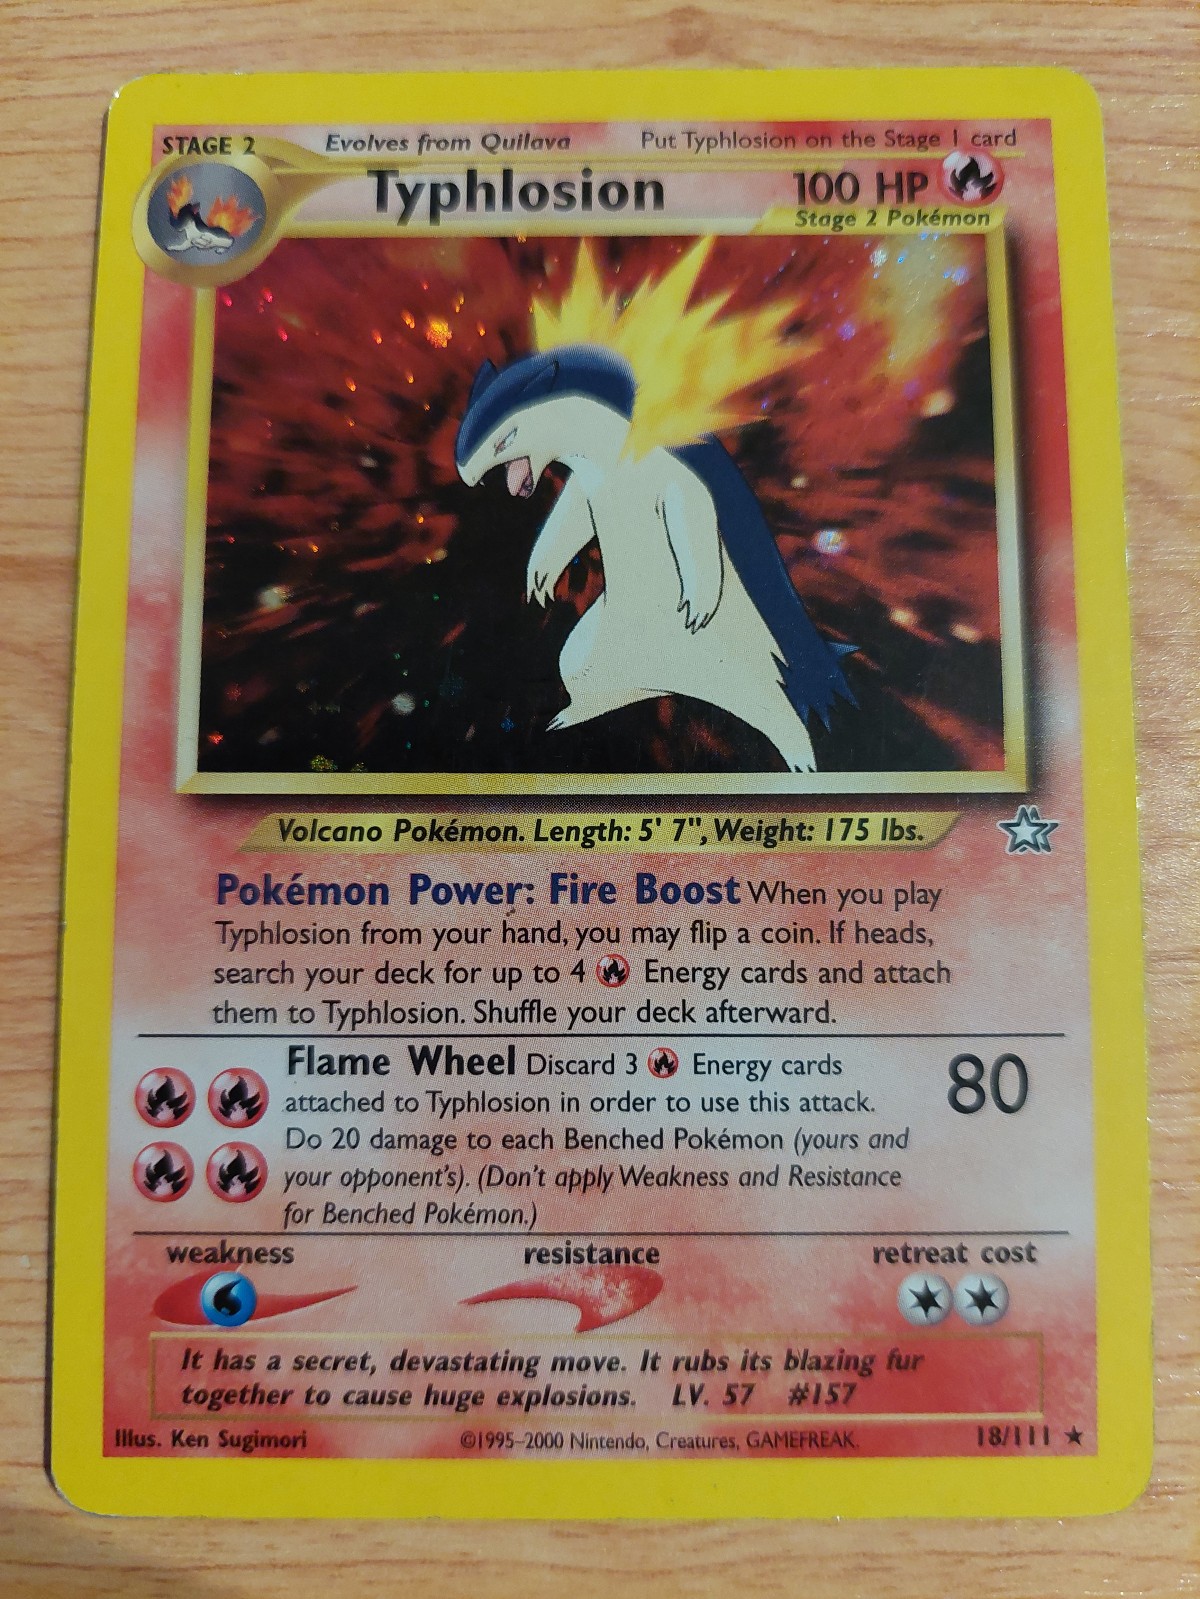 STAGE 2 Evolves from Quilava Put Typhlosion on the Stage 1 card
Typhlosion 100 HP
Stage 2 Pokémon
Volcano Pokémon. Length: 5' 7", Weight: 175 lbs.
Pokémon Power: Fire Boost When you play
Typhlosion from your hand, you may flip a coin. If heads,
search your deck for up to 4 Energy cards and attach
them to Typhlosion. Shuffle your deck afterward.
Flame Wheel Discard 3 Energy cards 80
attached to Typhlosion in order to use this attack.
Do 20 damage to each Benched Pokémon (yours and
your opponent's). (Don't apply Weakness and Resistance
for Benched Pokémon.)
weakness resistance retreat cost
It has a secret, devastating move. It rubs its blazing fur
together to cause huge explosions. LV. 57 #157
Illus. Ken Sugimori ©1995–2000 Nintendo, Creatures, GAMEFREAK. 18/111 ★